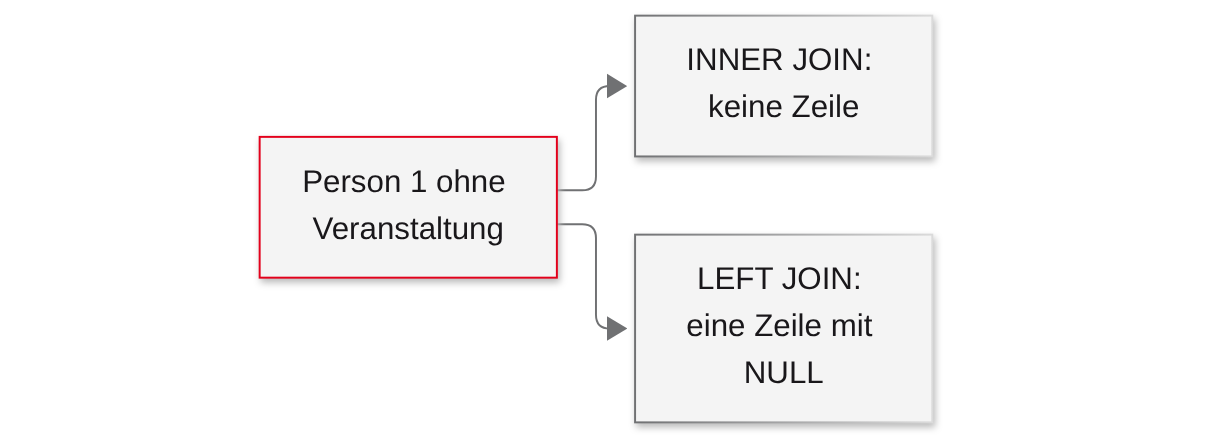 Person 1 ohne
Veranstaltung
INNER JOIN:
keine Zeile
LEFT JOIN:
eine Zeile mit
NULL